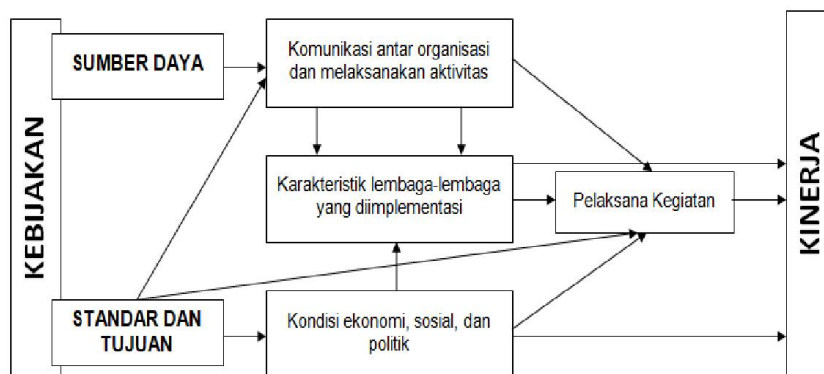 KEBIJAKAN
SUMBER DAYA
Komunikasi antar organisasi
dan melaksanakan aktivitas
Karakteristik lembaga-lembaga
yang diimplementasi
Pelaksana Kegiatan
STANDAR DAN
TUJUAN
Kondisi ekonomi, sosial, dan
politik
KINERJA